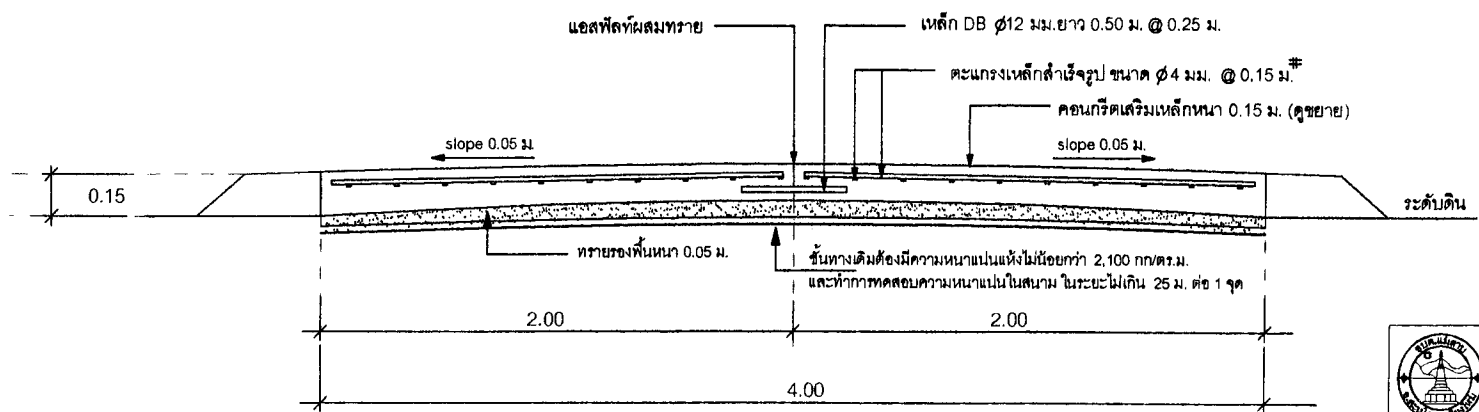 แอสฟัลท์ผสมทราย
เหล็ก DB ϕ12 มม.ยาว 0.50 ม. @ 0.25 ม.
ตะแกรงเหล็กสำเร็จรูป ขนาด ϕ4 มม. @ 0.15 ม.#
คอนกรีตเสริมเหล็กหนา 0.15 ม. (ดูขยาย)
slope 0.05 ม.
slope 0.05 ม.
0.15
ระดับดิน
ทรายรองพื้นหนา 0.05 ม.
ชั้นทางเดิมต้องมีความหนาแน่นแห้งไม่น้อยกว่า 2,100 กก/ตร.ม.
และทำการทดสอบความหนาแน่นในสนาม ในระยะไม่เกิน 25 ม. ต่อ 1 จุด
2.00
2.00
4.00